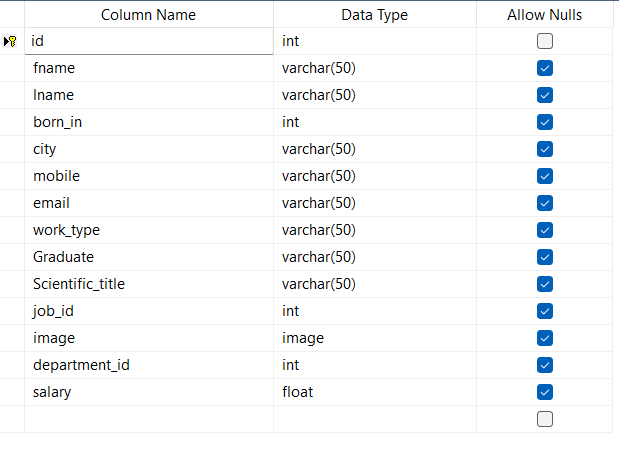 Column Name Data Type Allow Nulls
id int
fname varchar(50)
lname varchar(50)
born_in int
city varchar(50)
mobile varchar(50)
email varchar(50)
work_type varchar(50)
Graduate varchar(50)
Scientific_title varchar(50)
job_id int
image image
department_id int
salary float